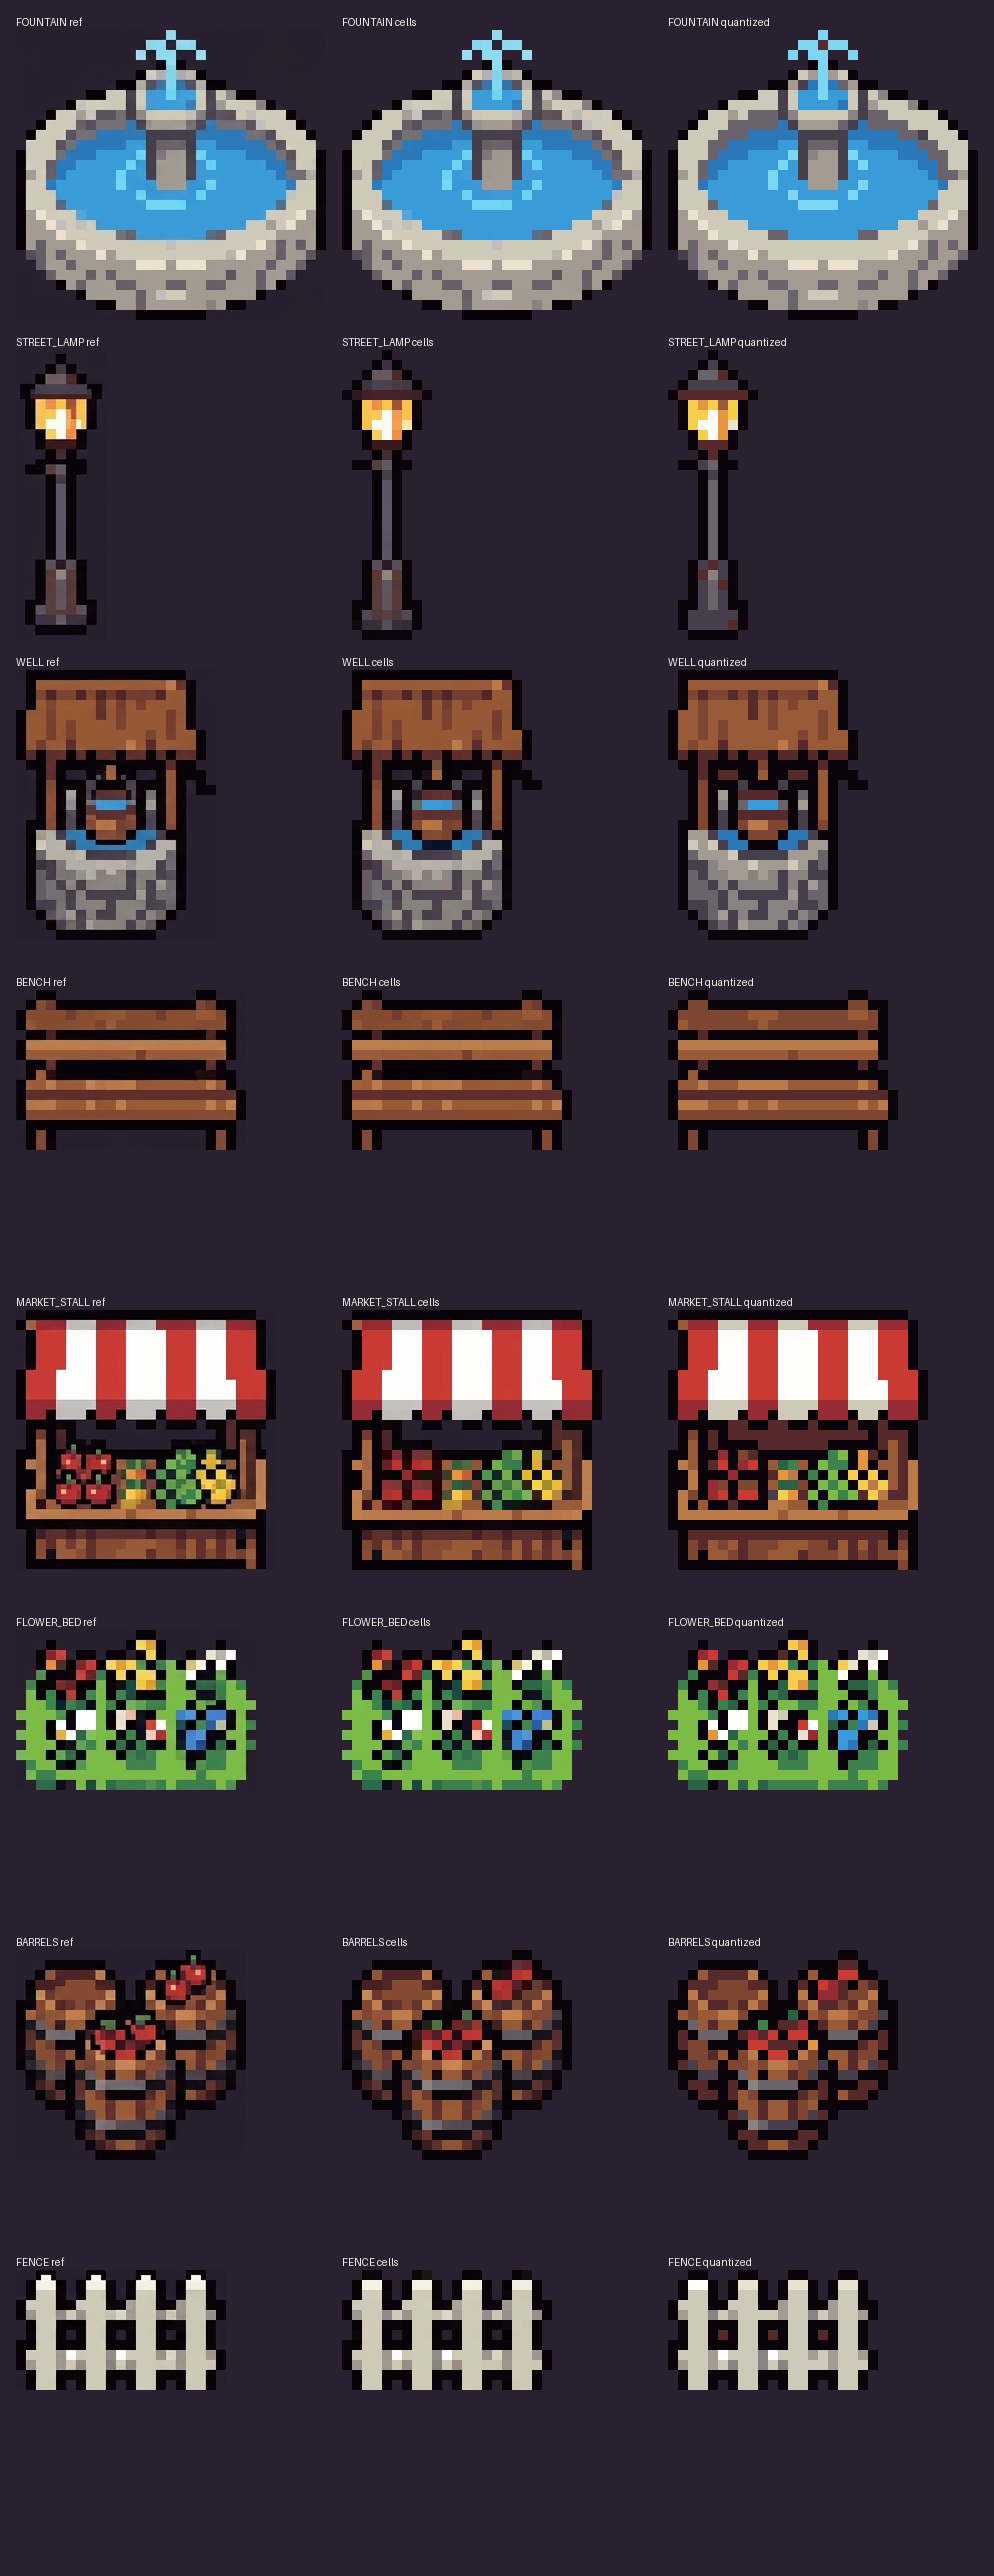 FOUNTAIN ref FOUNTAIN cells FOUNTAIN quantized
STREET_LAMP ref STREET_LAMP cells STREET_LAMP quantized
WELL ref WELL cells WELL quantized
BENCH ref BENCH cells BENCH quantized
MARKET_STALL ref MARKET_STALL cells MARKET_STALL quantized
FLOWER_BED ref FLOWER_BED cells FLOWER_BED quantized
BARRELS ref BARRELS cells BARRELS quantized
FENCE ref FENCE cells FENCE quantized